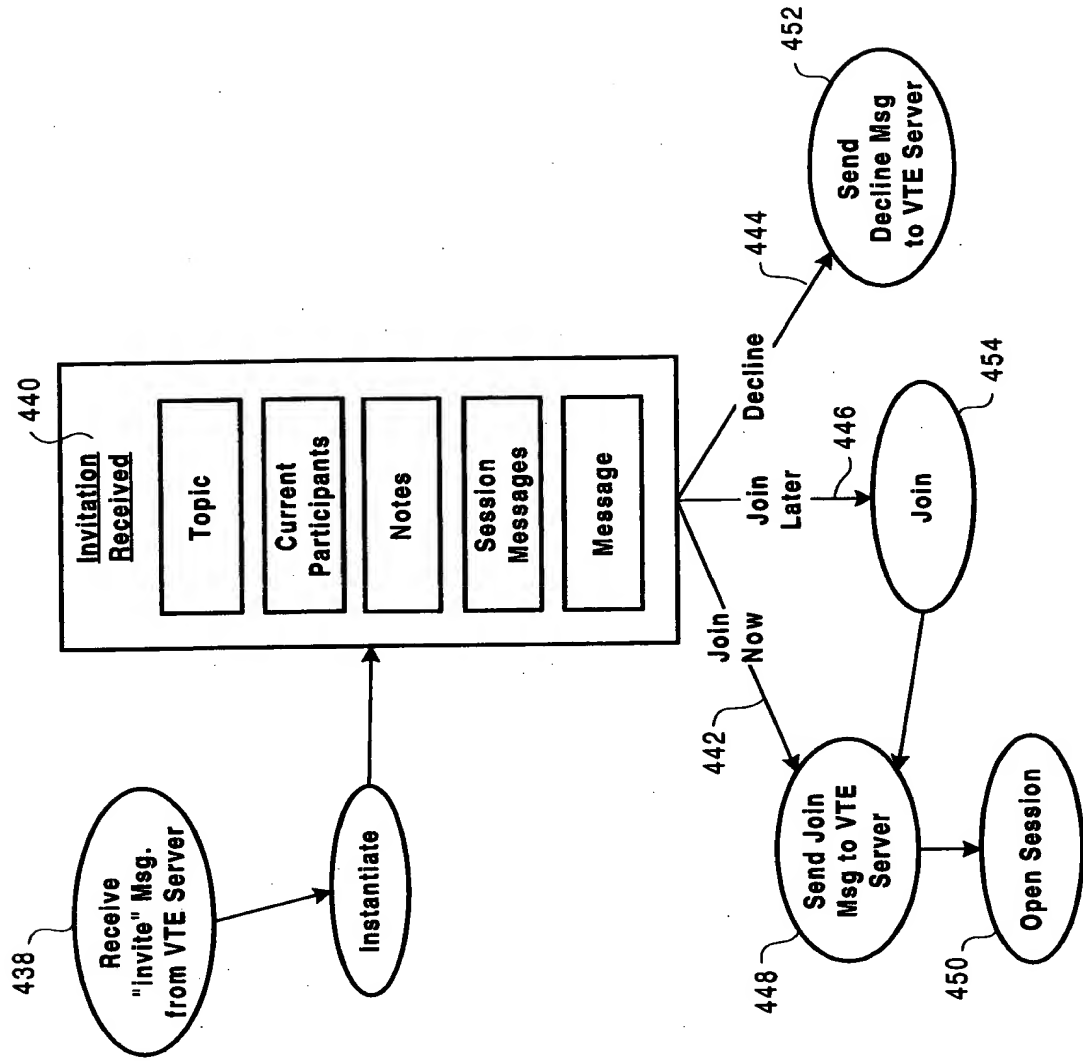 438
Receive
"Invite" Msg.
from VTE Server
Instantiate
440
Invitation
Received
Topic
Current
Participants
Notes
Session
Messages
Message
442
Join
Now
Join
Later
446
Decline
444
448
Send Join
Msg to VTE
Server
Join
454
Send
Decline Msg
to VTE Server
452
450
Open Session